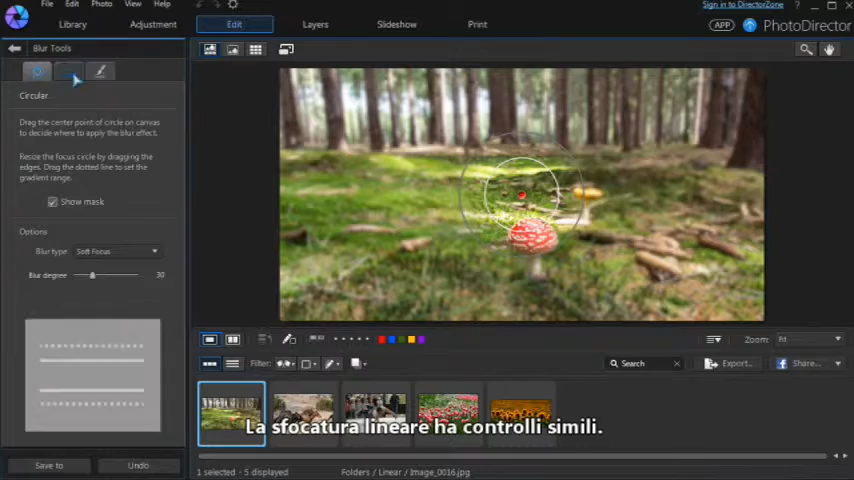 File Edit Photo View Help
Sign in to DirectorZone
Library Adjustment Edit Layers Slideshow Print
APP PhotoDirector
Blur Tools
Circular
Drag the center point of circle on canvas
to decide where to apply the blur effect.
Resize the focus circle by dragging the
edges. Drag the dotted line to set the
gradient range.
Show mask
Options
Blur type Soft Focus
Blur degree 30
Zoom: Fit
Filter: Search Export... Share...
La sfocatura lineare ha controlli simili.
Save to Undo
1 selected - 5 displayed Folders / Linear / Image_0016.jpg